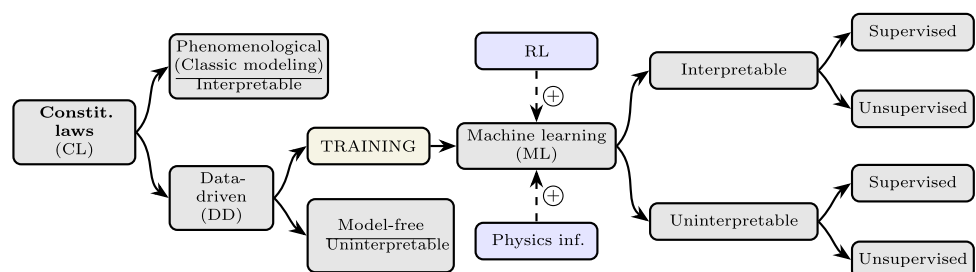 Constit.
laws
(CL)
Phenomenological
(Classic modeling)
Interpretable
Data-
driven
(DD)
TRAINING
Model-free
Uninterpretable
RL
+
Machine learning
(ML)
+
Physics inf.
Interpretable
Uninterpretable
Supervised
Unsupervised
Supervised
Unsupervised